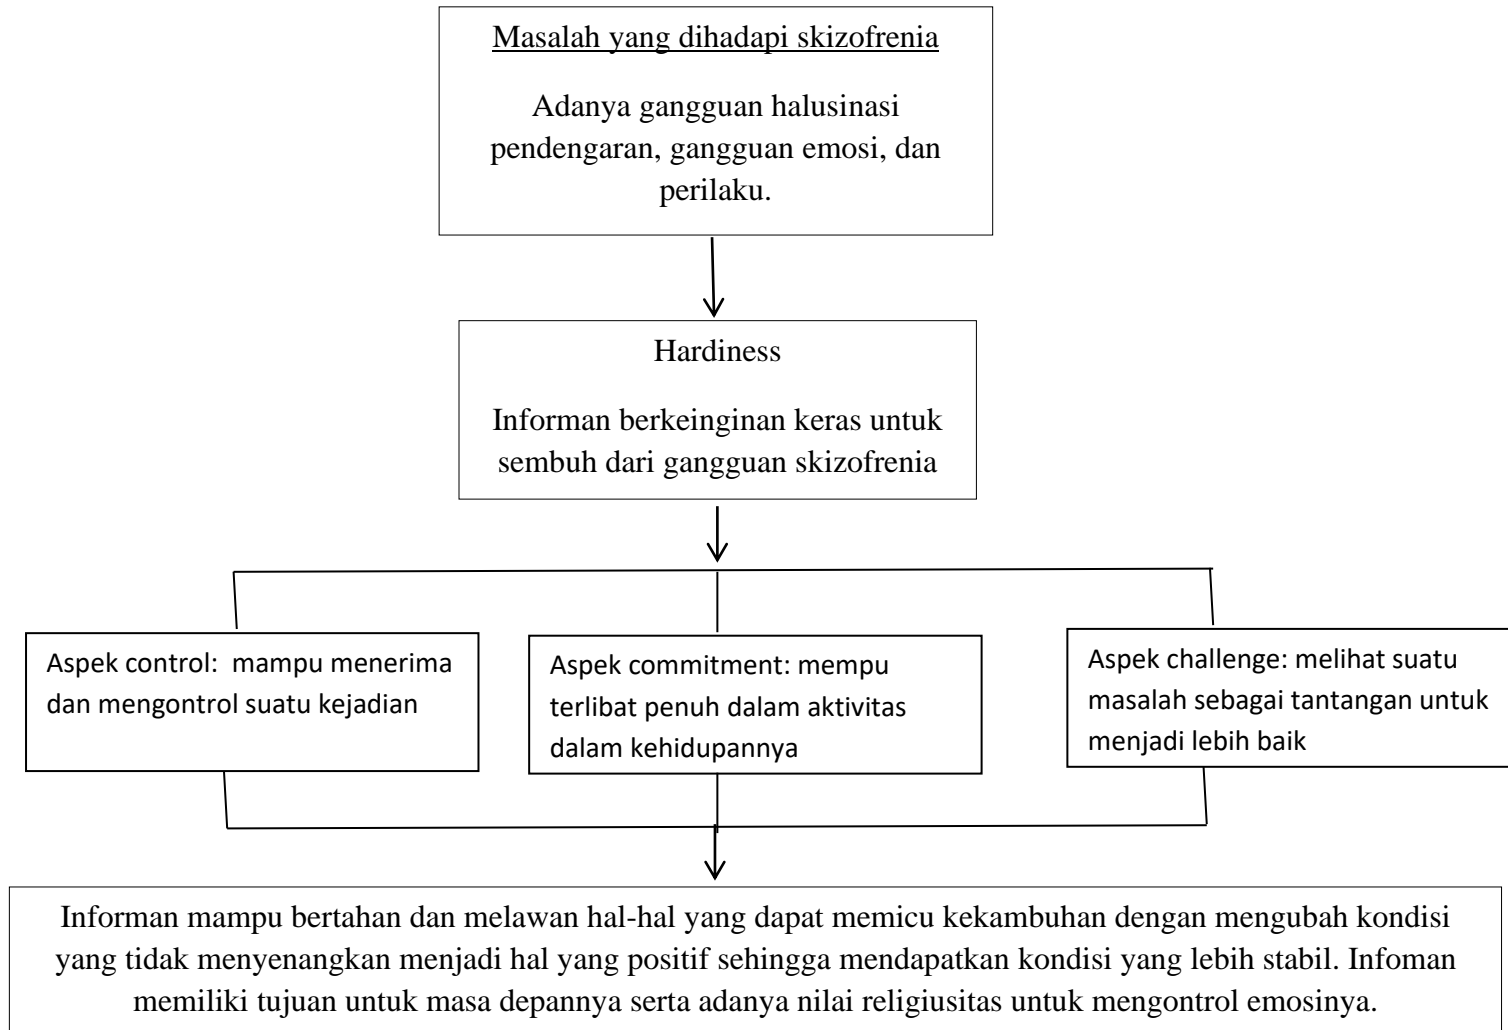 Masalah yang dihadapi skizofrenia
Adanya gangguan halusinasi
pendengaran, gangguan emosi, dan
perilaku.
Hardiness
Informan berkeinginan keras untuk
sembuh dari gangguan skizofrenia
Aspek control:  mampu menerima
dan mengontrol suatu kejadian
Aspek commitment: mempu
terlibat penuh dalam aktivitas
dalam kehidupannya
Aspek challenge: melihat suatu
masalah sebagai tantangan untuk
menjadi lebih baik
Informan mampu bertahan dan melawan hal-hal yang dapat memicu kekambuhan dengan mengubah kondisi
yang tidak menyenangkan menjadi hal yang positif sehingga mendapatkan kondisi yang lebih stabil. Infoman
memiliki tujuan untuk masa depannya serta adanya nilai religiusitas untuk mengontrol emosinya.